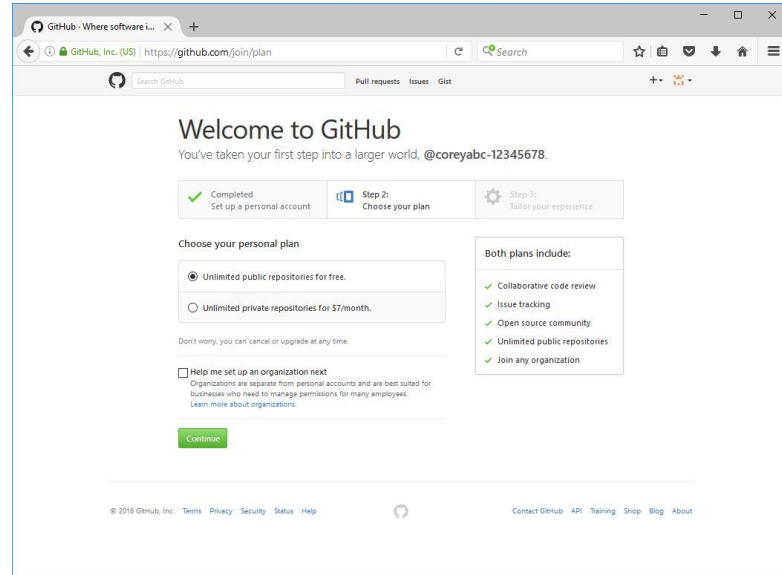 GitHub · Where software i...
GitHub, Inc. (US) https://github.com/join/plan Search
Search GitHub Pull requests Issues Gist
Welcome to GitHub
You've taken your first step into a larger world, @coreyabc-12345678.
Completed
Set up a personal account
Step 2:
Choose your plan
Step 3:
Tailor your experience
Choose your personal plan
Unlimited public repositories for free.
Unlimited private repositories for $7/month.
Don't worry, you can cancel or upgrade at any time.
Help me set up an organization next
Organizations are separate from personal accounts and are best suited for
businesses who need to manage permissions for many employees.
Learn more about organizations.
Continue
Both plans include:
Collaborative code review
Issue tracking
Open source community
Unlimited public repositories
Join any organization
© 2016 GitHub, Inc. Terms Privacy Security Status Help Contact GitHub API Training Shop Blog About